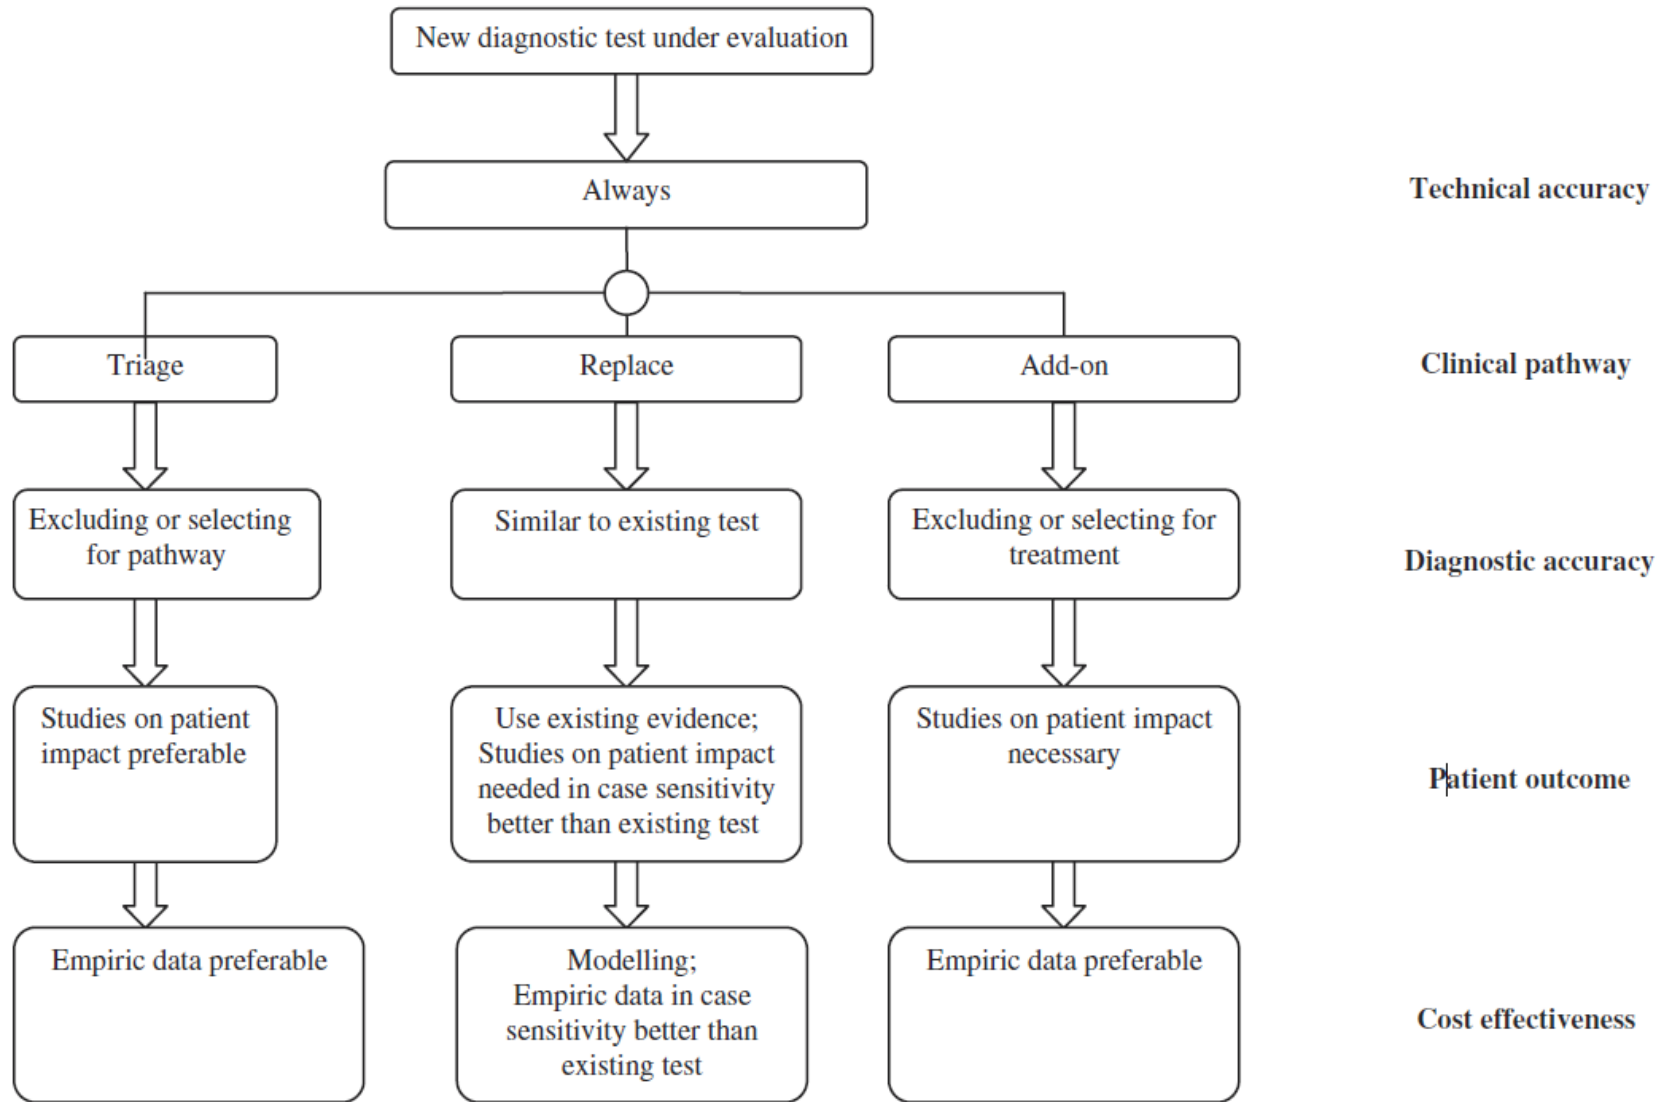 New diagnostic test under evaluation
Always
Technical accuracy
Triage
Replace
Add-on
Clinical pathway
Excluding or selecting
for pathway
Similar to existing test
Excluding or selecting for
treatment
Diagnostic accuracy
Studies on patient
impact preferable
Use existing evidence;
Studies on patient impact
needed in case sensitivity
better than existing test
Studies on patient impact
necessary
Patient outcome
Empiric data preferable
Modelling;
Empiric data in case
sensitivity better than
existing test
Empiric data preferable
Cost effectiveness